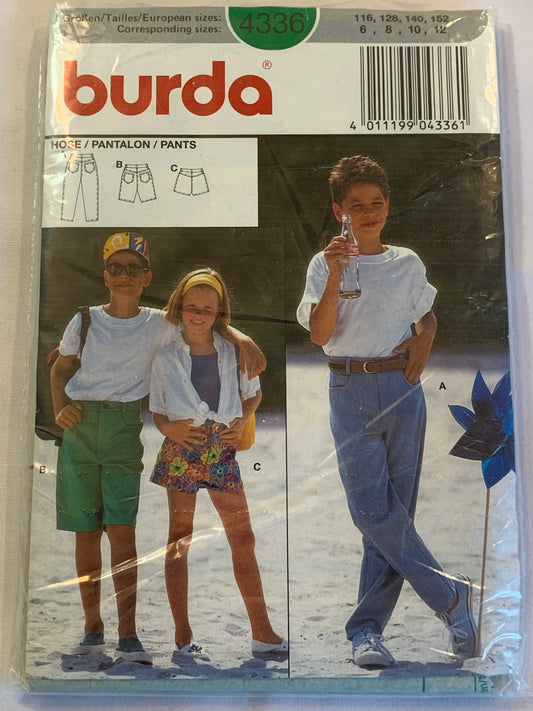 Größen/Tailles/European sizes:
Corresponding sizes:
4336
116, 128, 140, 152
6 , 8 , 10 , 12
burda®
4 011199 043361
HOSE / PANTALON / PANTS
B
C
A
B
C